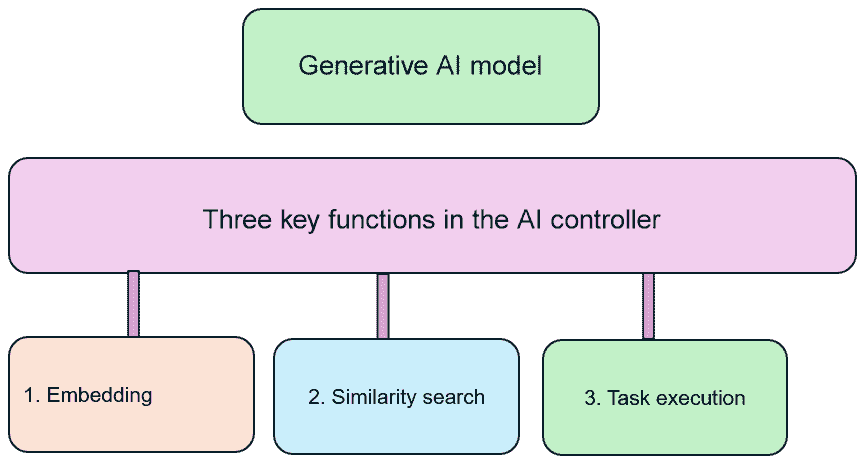 Generative AI model
Three key functions in the AI controller
1. Embedding
2. Similarity search
3. Task execution